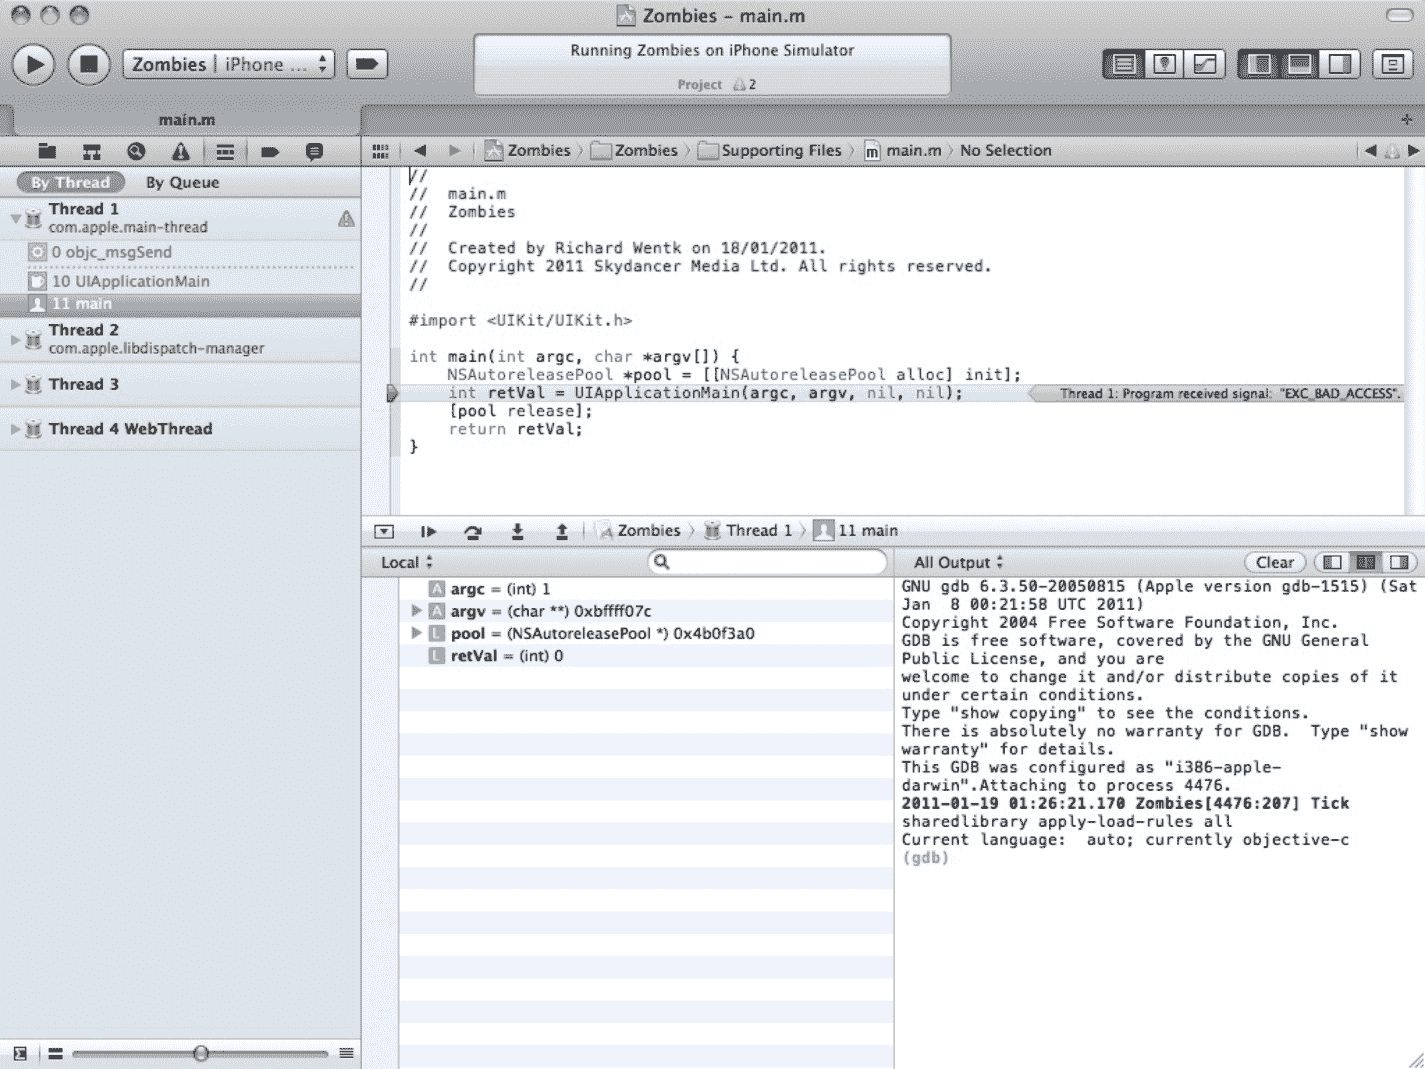 Zombies – main.m
Zombies | iPhone ...
Running Zombies on iPhone Simulator
Project 2
main.m
Zombies Zombies Supporting Files main.m No Selection
By Thread By Queue
Thread 1
com.apple.main-thread
0 objc_msgSend
10 UIApplicationMain
11 main
Thread 2
com.apple.libdispatch-manager
Thread 3
Thread 4 WebThread
//
// main.m
// Zombies
//
// Created by Richard Wentk on 18/01/2011.
// Copyright 2011 Skydancer Media Ltd. All rights reserved.
//
#import <UIKit/UIKit.h>
int main(int argc, char *argv[]) {
NSAutoreleasePool *pool = [[NSAutoreleasePool alloc] init];
int retVal = UIApplicationMain(argc, argv, nil, nil);
Thread 1: Program received signal: "EXC_BAD_ACCESS".
[pool release];
return retVal;
}
Zombies Thread 1 11 main
Local
A argc = (int) 1
A argv = (char **) 0xbffff07c
L pool = (NSAutoreleasePool *) 0x4b0f3a0
L retVal = (int) 0
All Output Clear
GNU gdb 6.3.50-20050815 (Apple version gdb-1515) (Sat
Jan  8 00:21:58 UTC 2011)
Copyright 2004 Free Software Foundation, Inc.
GDB is free software, covered by the GNU General
Public License, and you are
welcome to change it and/or distribute copies of it
under certain conditions.
Type "show copying" to see the conditions.
There is absolutely no warranty for GDB.  Type "show
warranty" for details.
This GDB was configured as "i386-apple-
darwin".Attaching to process 4476.
2011-01-19 01:26:21.170 Zombies[4476:207] Tick
sharedlibrary apply-load-rules all
Current language:  auto; currently objective-c
(gdb)